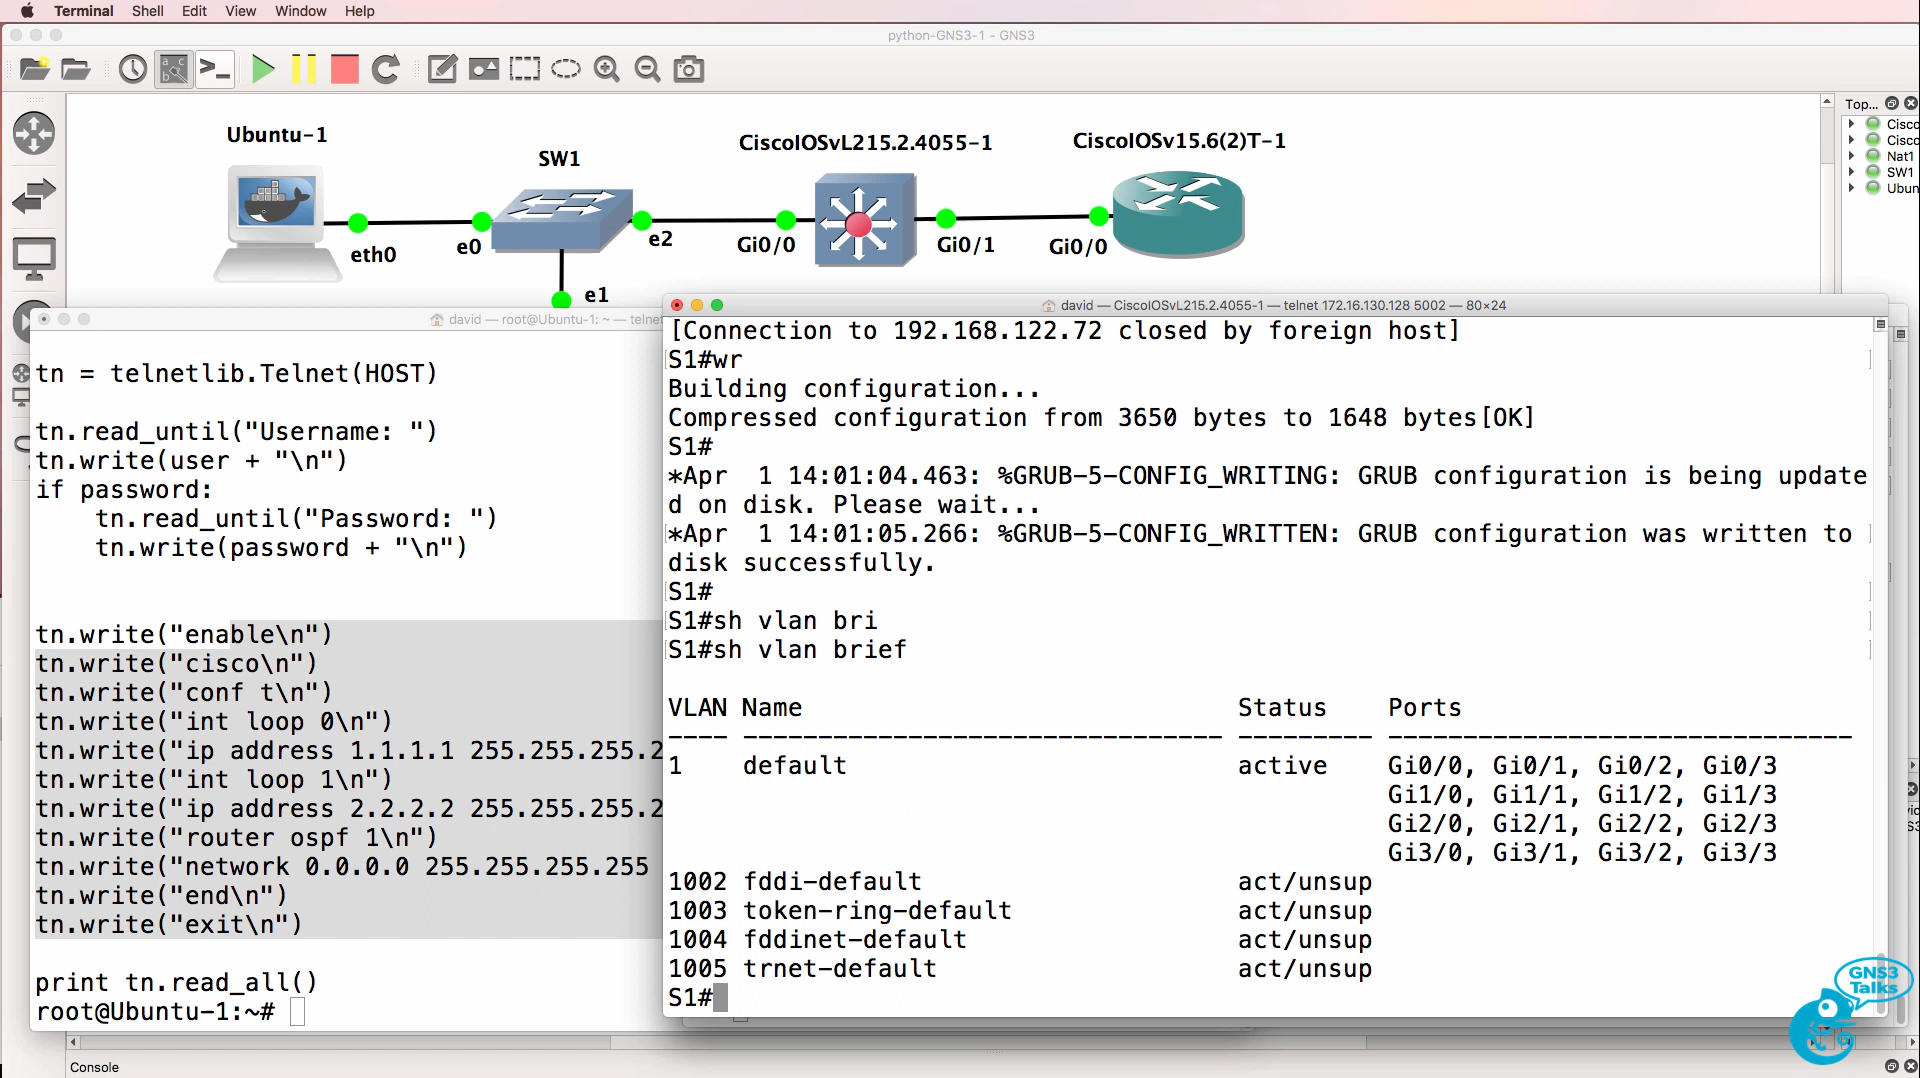 Terminal Shell Edit View Window Help
python-GNS3-1 - GNS3
Top...
Cisco
Cisco
Nat1
SW1
Ubun
Ubuntu-1
SW1
CiscoIOSvL215.2.4055-1
CiscoIOSv15.6(2)T-1
eth0
e0
e2
Gi0/0
Gi0/1
Gi0/0
e1
david — root@Ubuntu-1: ~ — telnet
tn = telnetlib.Telnet(HOST)
tn.read_until("Username: ")
tn.write(user + "\n")
if password:
    tn.read_until("Password: ")
    tn.write(password + "\n")
tn.write("enable\n")
tn.write("cisco\n")
tn.write("conf t\n")
tn.write("int loop 0\n")
tn.write("ip address 1.1.1.1 255.255.255.2
tn.write("int loop 1\n")
tn.write("ip address 2.2.2.2 255.255.255.2
tn.write("router ospf 1\n")
tn.write("network 0.0.0.0 255.255.255.255
tn.write("end\n")
tn.write("exit\n")
print tn.read_all()
root@Ubuntu-1:~#
david — CiscoIOSvL215.2.4055-1 — telnet 172.16.130.128 5002 — 80×24
[Connection to 192.168.122.72 closed by foreign host]
S1#wr
Building configuration...
Compressed configuration from 3650 bytes to 1648 bytes[OK]
S1#
*Apr  1 14:01:04.463: %GRUB-5-CONFIG_WRITING: GRUB configuration is being update
d on disk. Please wait...
*Apr  1 14:01:05.266: %GRUB-5-CONFIG_WRITTEN: GRUB configuration was written to
disk successfully.
S1#
S1#sh vlan bri
S1#sh vlan brief
VLAN Name                             Status    Ports
---- -------------------------------- --------- -------------------------------
1    default                          active    Gi0/0, Gi0/1, Gi0/2, Gi0/3
                                                Gi1/0, Gi1/1, Gi1/2, Gi1/3
                                                Gi2/0, Gi2/1, Gi2/2, Gi2/3
                                                Gi3/0, Gi3/1, Gi3/2, Gi3/3
1002 fddi-default                     act/unsup
1003 token-ring-default               act/unsup
1004 fddinet-default                  act/unsup
1005 trnet-default                    act/unsup
S1#
GNS3
Talks
Console